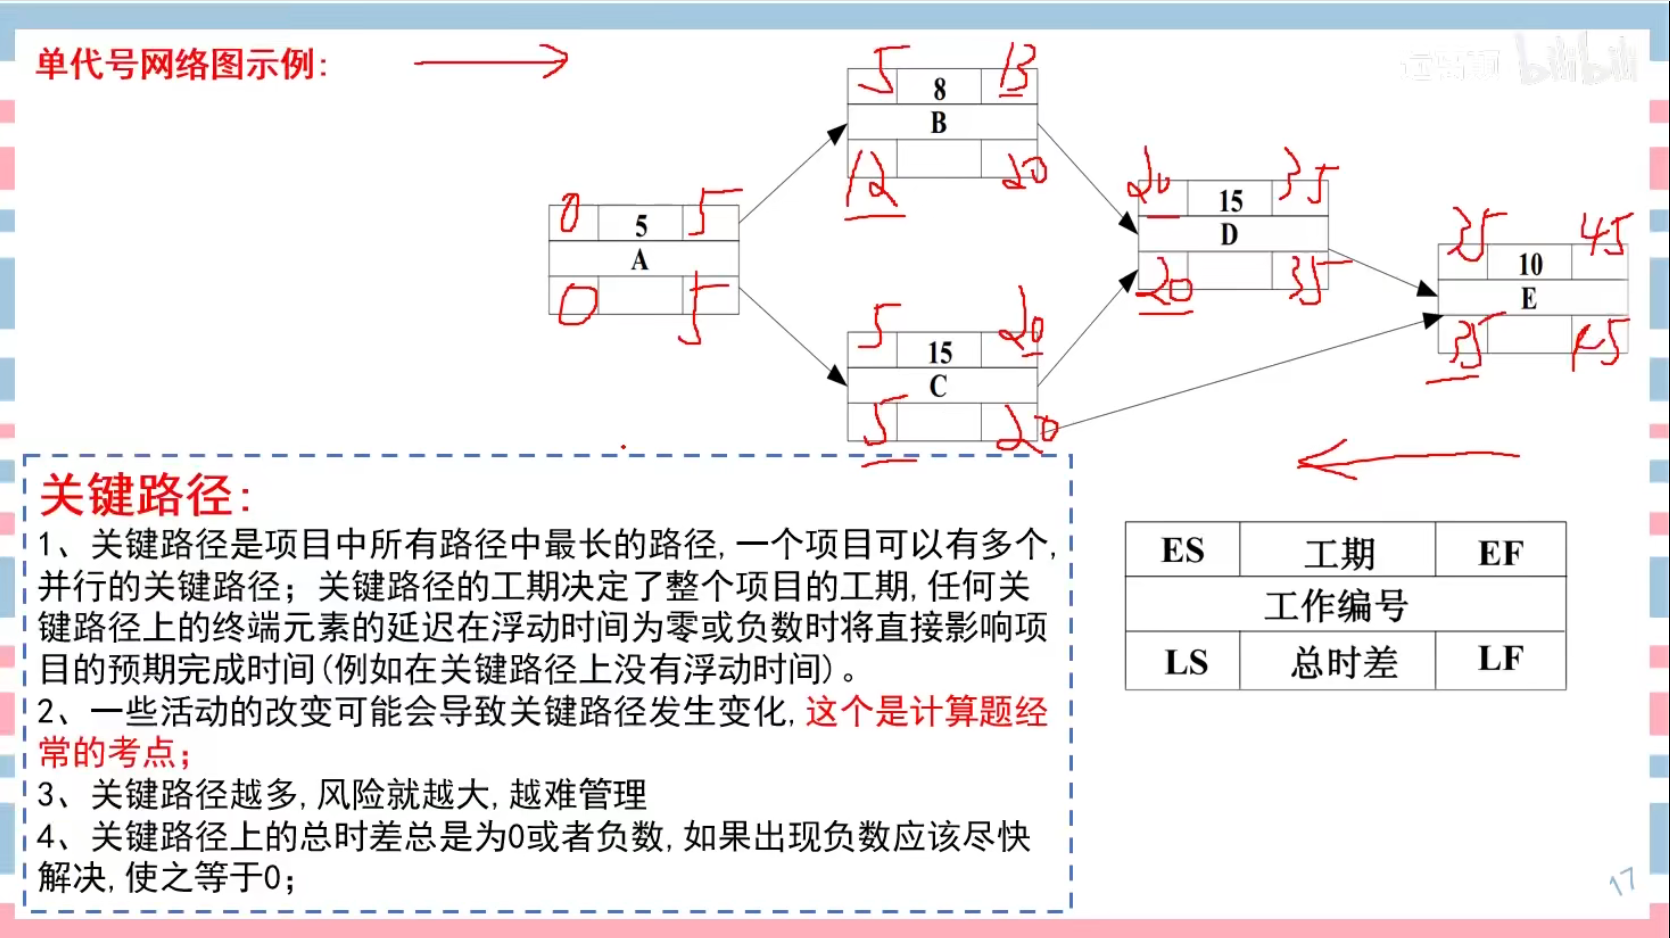 单代号网络图示例:
bilibili
5 8 13
B
12 20
0 5 5
A
0 5
20 15 35
D
20 35
35 10 45
E
35 45
5 15 20
C
5 20
关键路径:
1、关键路径是项目中所有路径中最长的路径,一个项目可以有多个,
并行的关键路径;关键路径的工期决定了整个项目的工期,任何关
键路径上的终端元素的延迟在浮动时间为零或负数时将直接影响项
目的预期完成时间(例如在关键路径上没有浮动时间)。
2、一些活动的改变可能会导致关键路径发生变化,这个是计算题经
常的考点;
3、关键路径越多,风险就越大,越难管理
4、关键路径上的总时差总是为0或者负数,如果出现负数应该尽快
解决,使之等于0;
ES 工期 EF
工作编号
LS 总时差 LF
17